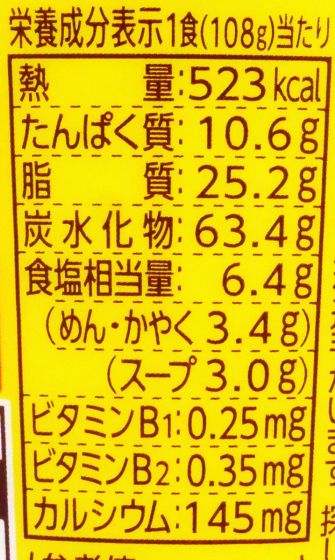 栄養成分表示1食(108g)当たり
熱量:523kcal
たんぱく質:10.6g
脂質:25.2g
炭水化物:63.4g
食塩相当量:6.4g
(めん・かやく3.4g)
(スープ3.0g)
ビタミンB1:0.25mg
ビタミンB2:0.35mg
カルシウム:145mg